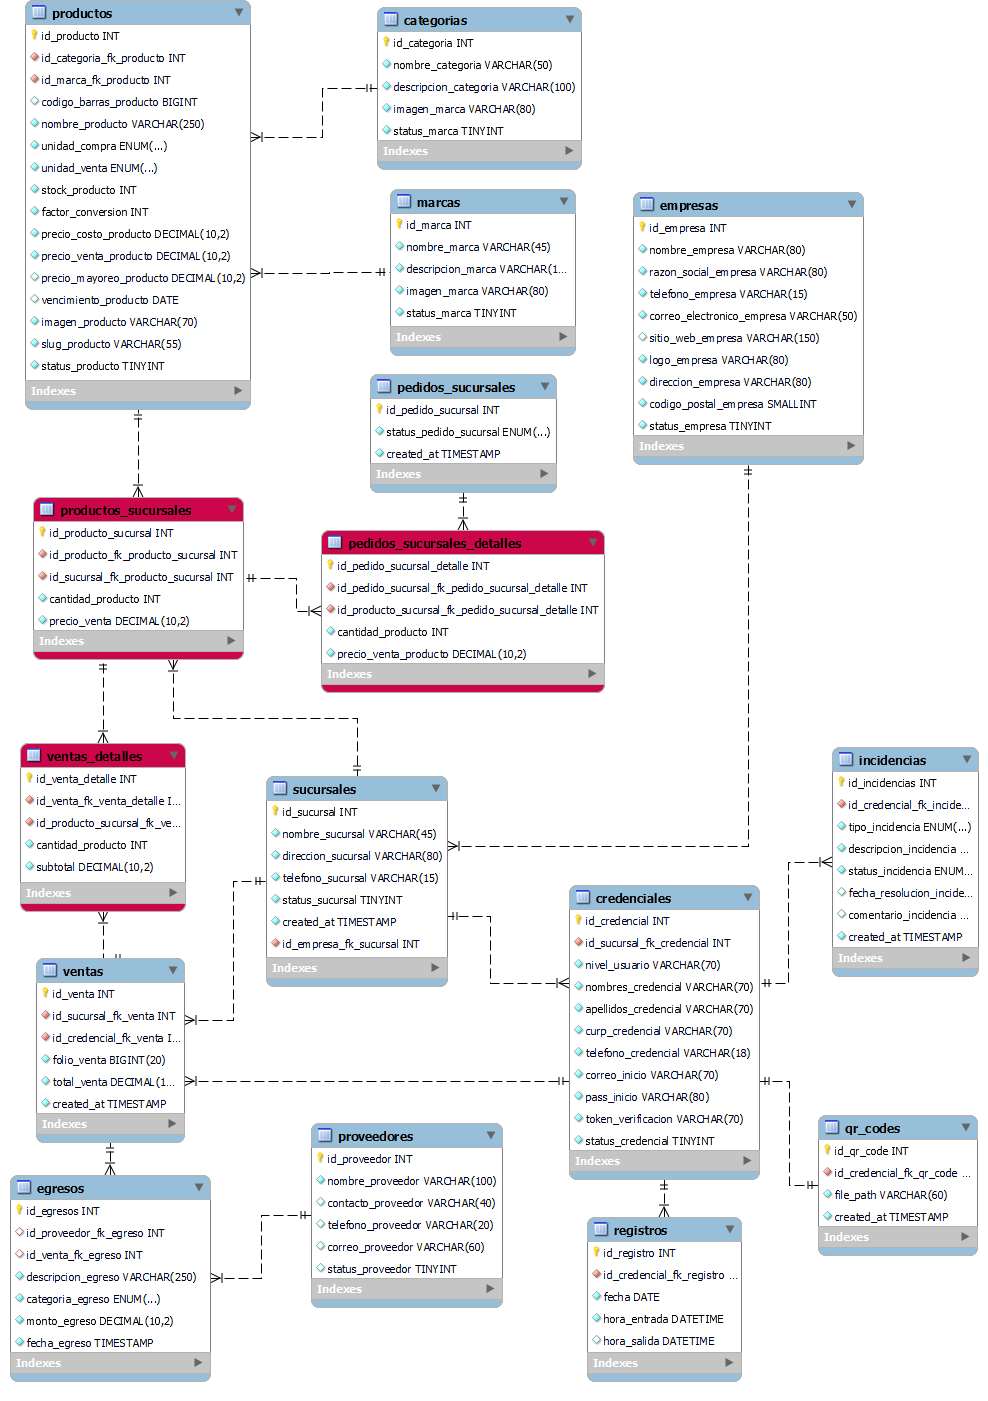 productos
id_producto INT
id_categoria_fk_producto INT
id_marca_fk_producto INT
codigo_barras_producto BIGINT
nombre_producto VARCHAR(250)
unidad_compra ENUM(...)
unidad_venta ENUM(...)
stock_producto INT
factor_conversion INT
precio_costo_producto DECIMAL(10,2)
precio_venta_producto DECIMAL(10,2)
precio_mayoreo_producto DECIMAL(10,2)
vencimiento_producto DATE
imagen_producto VARCHAR(70)
slug_producto VARCHAR(55)
status_producto TINYINT
Indexes
categorias
id_categoria INT
nombre_categoria VARCHAR(50)
descripcion_categoria VARCHAR(100)
imagen_marca VARCHAR(80)
status_marca TINYINT
Indexes
marcas
id_marca INT
nombre_marca VARCHAR(45)
descripcion_marca VARCHAR(1...
imagen_marca VARCHAR(80)
status_marca TINYINT
Indexes
empresas
id_empresa INT
nombre_empresa VARCHAR(80)
razon_social_empresa VARCHAR(80)
telefono_empresa VARCHAR(15)
correo_electronico_empresa VARCHAR(50)
sitio_web_empresa VARCHAR(150)
logo_empresa VARCHAR(80)
direccion_empresa VARCHAR(80)
codigo_postal_empresa SMALLINT
status_empresa TINYINT
Indexes
pedidos_sucursales
id_pedido_sucursal INT
status_pedido_sucursal ENUM(...)
created_at TIMESTAMP
Indexes
productos_sucursales
id_producto_sucursal INT
id_producto_fk_producto_sucursal INT
id_sucursal_fk_producto_sucursal INT
cantidad_producto INT
precio_venta DECIMAL(10,2)
Indexes
pedidos_sucursales_detalles
id_pedido_sucursal_detalle INT
id_pedido_sucursal_fk_pedido_sucursal_detalle INT
id_producto_sucursal_fk_pedido_sucursal_detalle INT
cantidad_producto INT
precio_venta_producto DECIMAL(10,2)
Indexes
ventas_detalles
id_venta_detalle INT
id_venta_fk_venta_detalle I...
id_producto_sucursal_fk_ve...
cantidad_producto INT
subtotal DECIMAL(10,2)
Indexes
sucursales
id_sucursal INT
nombre_sucursal VARCHAR(45)
direccion_sucursal VARCHAR(80)
telefono_sucursal VARCHAR(15)
status_sucursal TINYINT
created_at TIMESTAMP
id_empresa_fk_sucursal INT
Indexes
incidencias
id_incidencias INT
id_credencial_fk_incide...
tipo_incidencia ENUM(...)
descripcion_incidencia ...
status_incidencia ENUM...
fecha_resolucion_incide...
comentario_incidencia ...
created_at TIMESTAMP
Indexes
credenciales
id_credencial INT
id_sucursal_fk_credencial INT
nivel_usuario VARCHAR(70)
nombres_credencial VARCHAR(70)
apellidos_credencial VARCHAR(70)
curp_credencial VARCHAR(70)
telefono_credencial VARCHAR(18)
correo_inicio VARCHAR(70)
pass_inicio VARCHAR(80)
token_verificacion VARCHAR(70)
status_credencial TINYINT
Indexes
ventas
id_venta INT
id_sucursal_fk_venta INT
id_credencial_fk_venta I...
folio_venta BIGINT(20)
total_venta DECIMAL(1...
created_at TIMESTAMP
Indexes
qr_codes
id_qr_code INT
id_credencial_fk_qr_code ...
file_path VARCHAR(60)
created_at TIMESTAMP
Indexes
proveedores
id_proveedor INT
nombre_proveedor VARCHAR(100)
contacto_proveedor VARCHAR(40)
telefono_proveedor VARCHAR(20)
correo_proveedor VARCHAR(60)
status_proveedor TINYINT
Indexes
egresos
id_egresos INT
id_proveedor_fk_egreso INT
id_venta_fk_egreso INT
descripcion_egreso VARCHAR(250)
categoria_egreso ENUM(...)
monto_egreso DECIMAL(10,2)
fecha_egreso TIMESTAMP
Indexes
registros
id_registro INT
id_credencial_fk_registro ...
fecha DATE
hora_entrada DATETIME
hora_salida DATETIME
Indexes